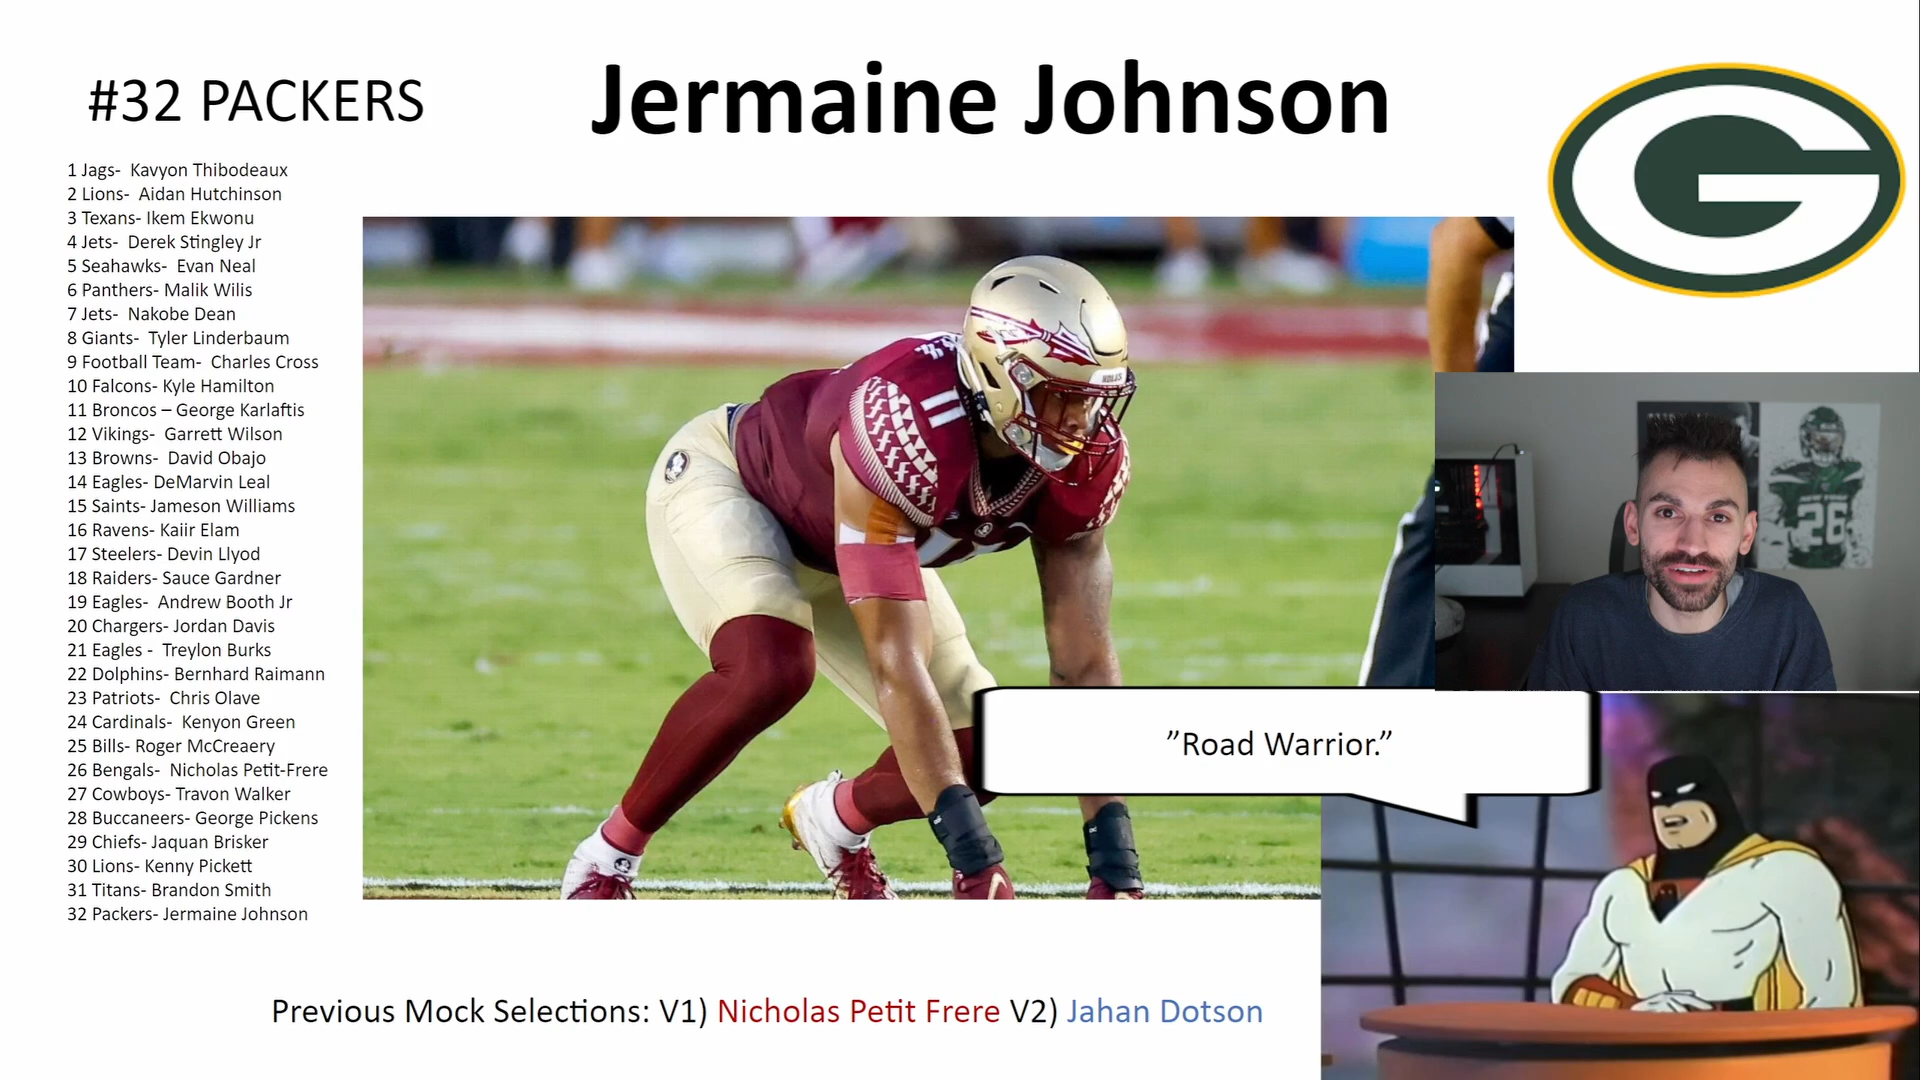 #32 PACKERS
Jermaine Johnson
G
1 Jags- Kavyon Thibodeaux
2 Lions- Aidan Hutchinson
3 Texans- Ikem Ekwonu
4 Jets- Derek Stingley Jr
5 Seahawks- Evan Neal
6 Panthers- Malik Wilis
7 Jets- Nakobe Dean
8 Giants- Tyler Linderbaum
9 Football Team- Charles Cross
10 Falcons- Kyle Hamilton
11 Broncos – George Karlaftis
12 Vikings- Garrett Wilson
13 Browns- David Obajo
14 Eagles- DeMarvin Leal
15 Saints- Jameson Williams
16 Ravens- Kaiir Elam
17 Steelers- Devin Llyod
18 Raiders- Sauce Gardner
19 Eagles- Andrew Booth Jr
20 Chargers- Jordan Davis
21 Eagles - Treylon Burks
22 Dolphins- Bernhard Raimann
23 Patriots- Chris Olave
24 Cardinals- Kenyon Green
25 Bills- Roger McCreaery
26 Bengals- Nicholas Petit-Frere
27 Cowboys- Travon Walker
28 Buccaneers- George Pickens
29 Chiefs- Jaquan Brisker
30 Lions- Kenny Pickett
31 Titans- Brandon Smith
32 Packers- Jermaine Johnson
NOLES
11
NEW YORK
26
”Road Warrior.”
Previous Mock Selections: V1) Nicholas Petit Frere V2) Jahan Dotson